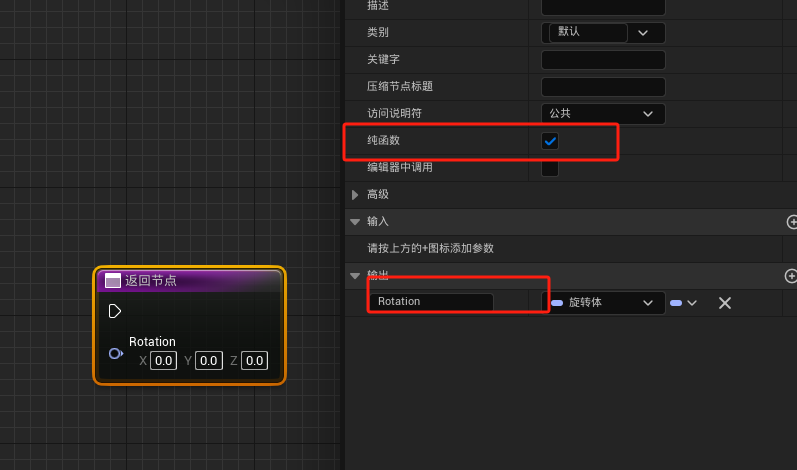 描述
类别 默认
关键字
压缩节点标题
访问说明符 公共
纯函数
编辑器中调用
高级
输入
请按上方的+图标添加参数
输出
Rotation 旋转体
返回节点
Rotation
X 0.0 Y 0.0 Z 0.0